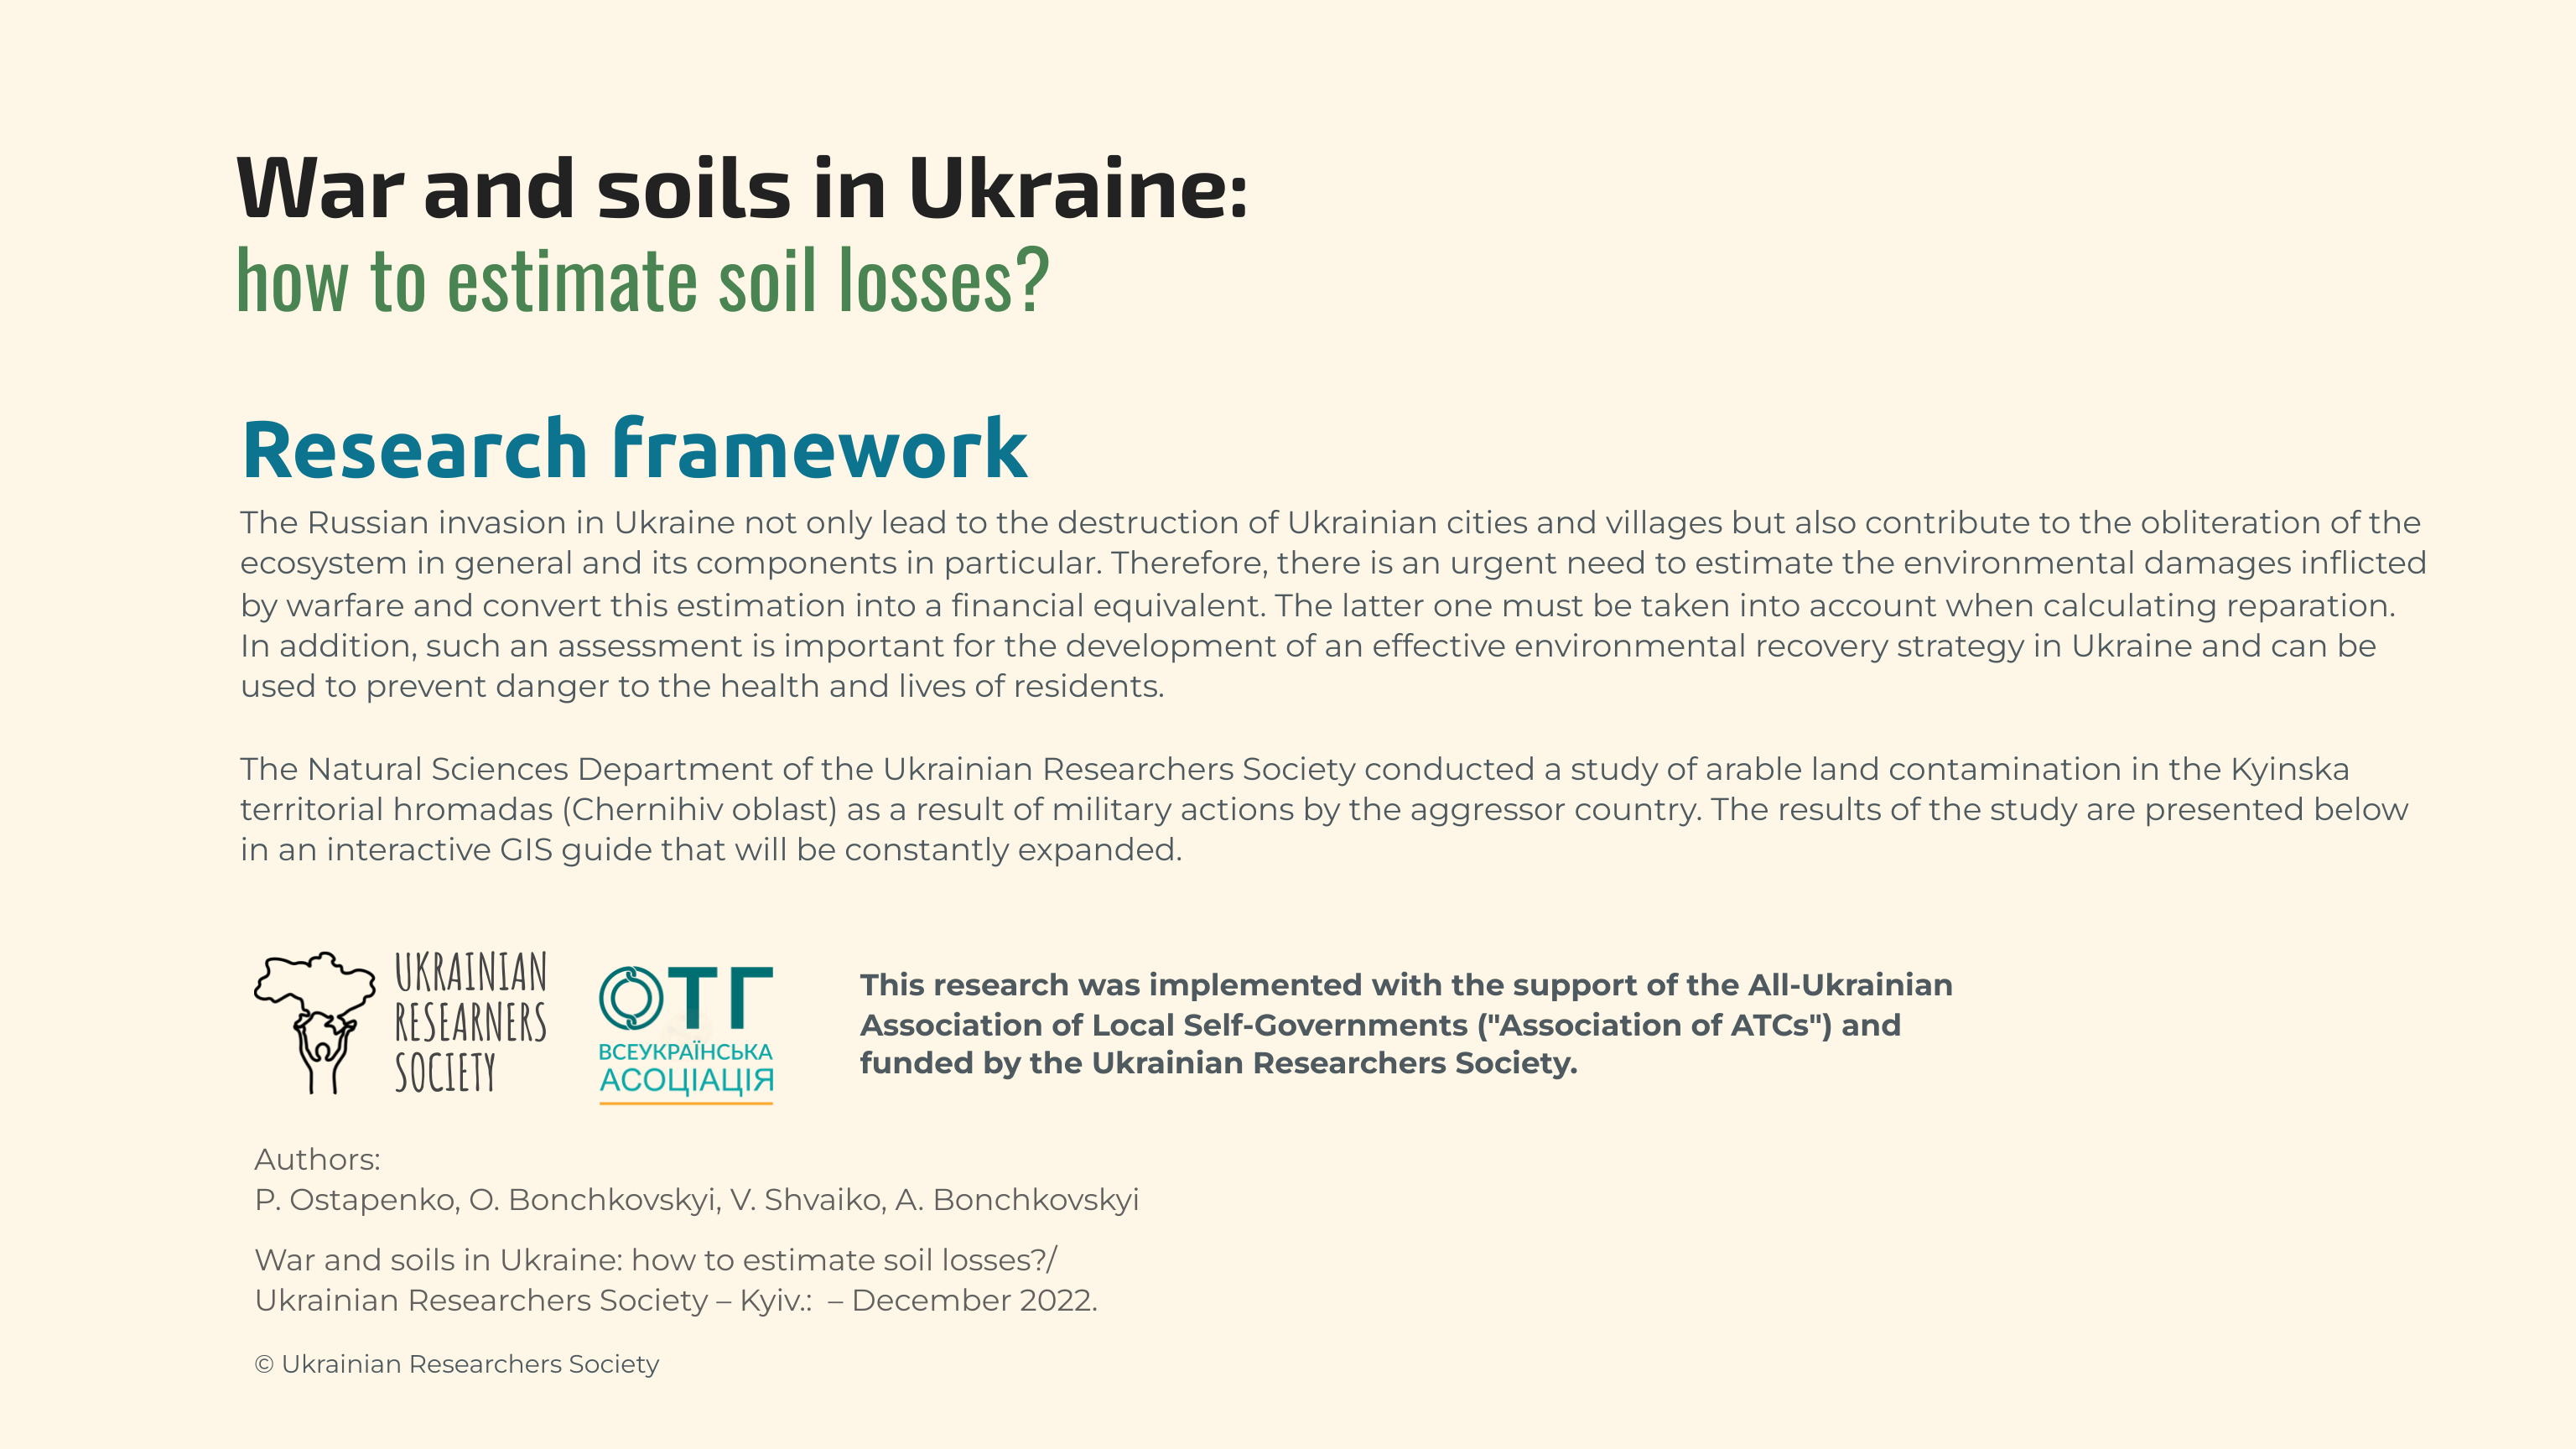 War and soils in Ukraine:
how to estimate soil losses?
Research framework
The Russian invasion in Ukraine not only lead to the destruction of Ukrainian cities and villages but also contribute to the obliteration of the
ecosystem in general and its components in particular. Therefore, there is an urgent need to estimate the environmental damages inflicted
by warfare and convert this estimation into a financial equivalent. The latter one must be taken into account when calculating reparation.
In addition, such an assessment is important for the development of an effective environmental recovery strategy in Ukraine and can be
used to prevent danger to the health and lives of residents.
The Natural Sciences Department of the Ukrainian Researchers Society conducted a study of arable land contamination in the Kyinska
territorial hromadas (Chernihiv oblast) as a result of military actions by the aggressor country. The results of the study are presented below
in an interactive GIS guide that will be constantly expanded.
UKRAINIAN
RESEARNERS
SOCIETY
ОТГ
ВСЕУКРАЇНСЬКА
АСОЦІАЦІЯ
This research was implemented with the support of the All-Ukrainian
Association of Local Self-Governments ("Association of ATCs") and
funded by the Ukrainian Researchers Society.
Authors:
P. Ostapenko, O. Bonchkovskyi, V. Shvaiko, A. Bonchkovskyi
War and soils in Ukraine: how to estimate soil losses?/
Ukrainian Researchers Society – Kyiv.:  – December 2022.
© Ukrainian Researchers Society